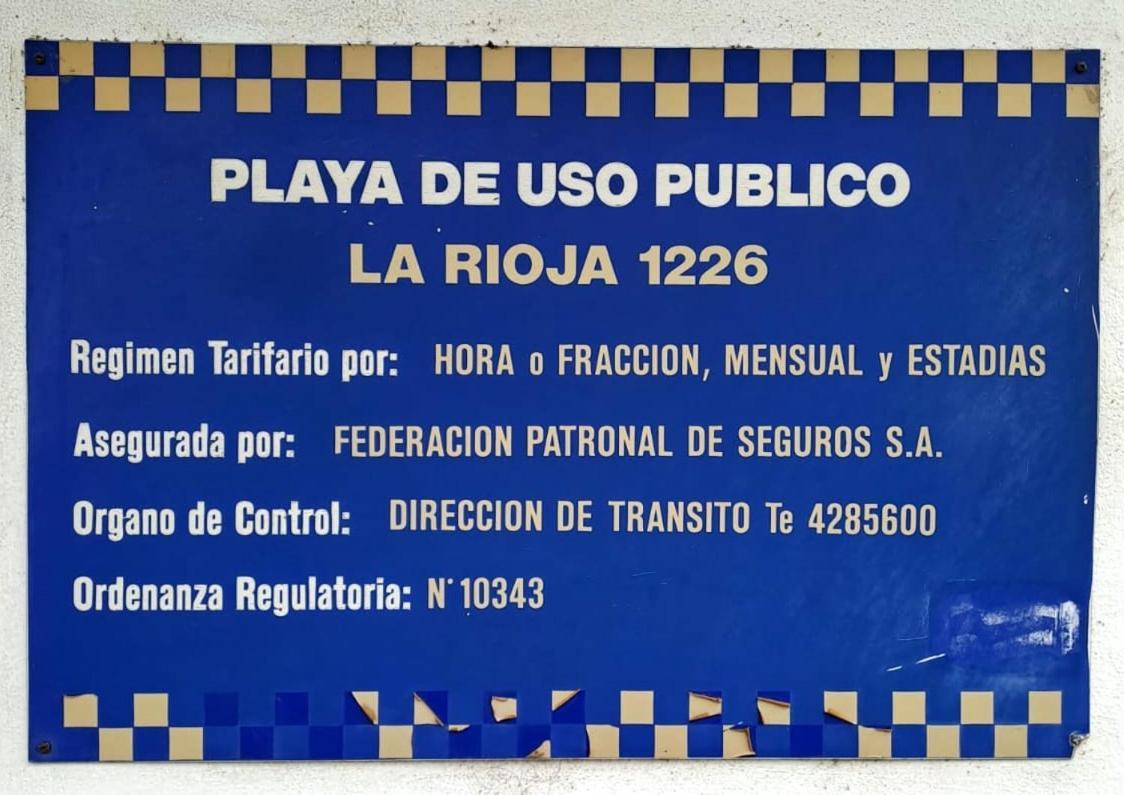 PLAYA DE USO PUBLICO
LA RIOJA 1226
Regimen Tarifario por: HORA o FRACCION, MENSUAL y ESTADIAS
Asegurada por: FEDERACION PATRONAL DE SEGUROS S.A.
Organo de Control: DIRECCION DE TRANSITO Te 4285600
Ordenanza Regulatoria: N° 10343